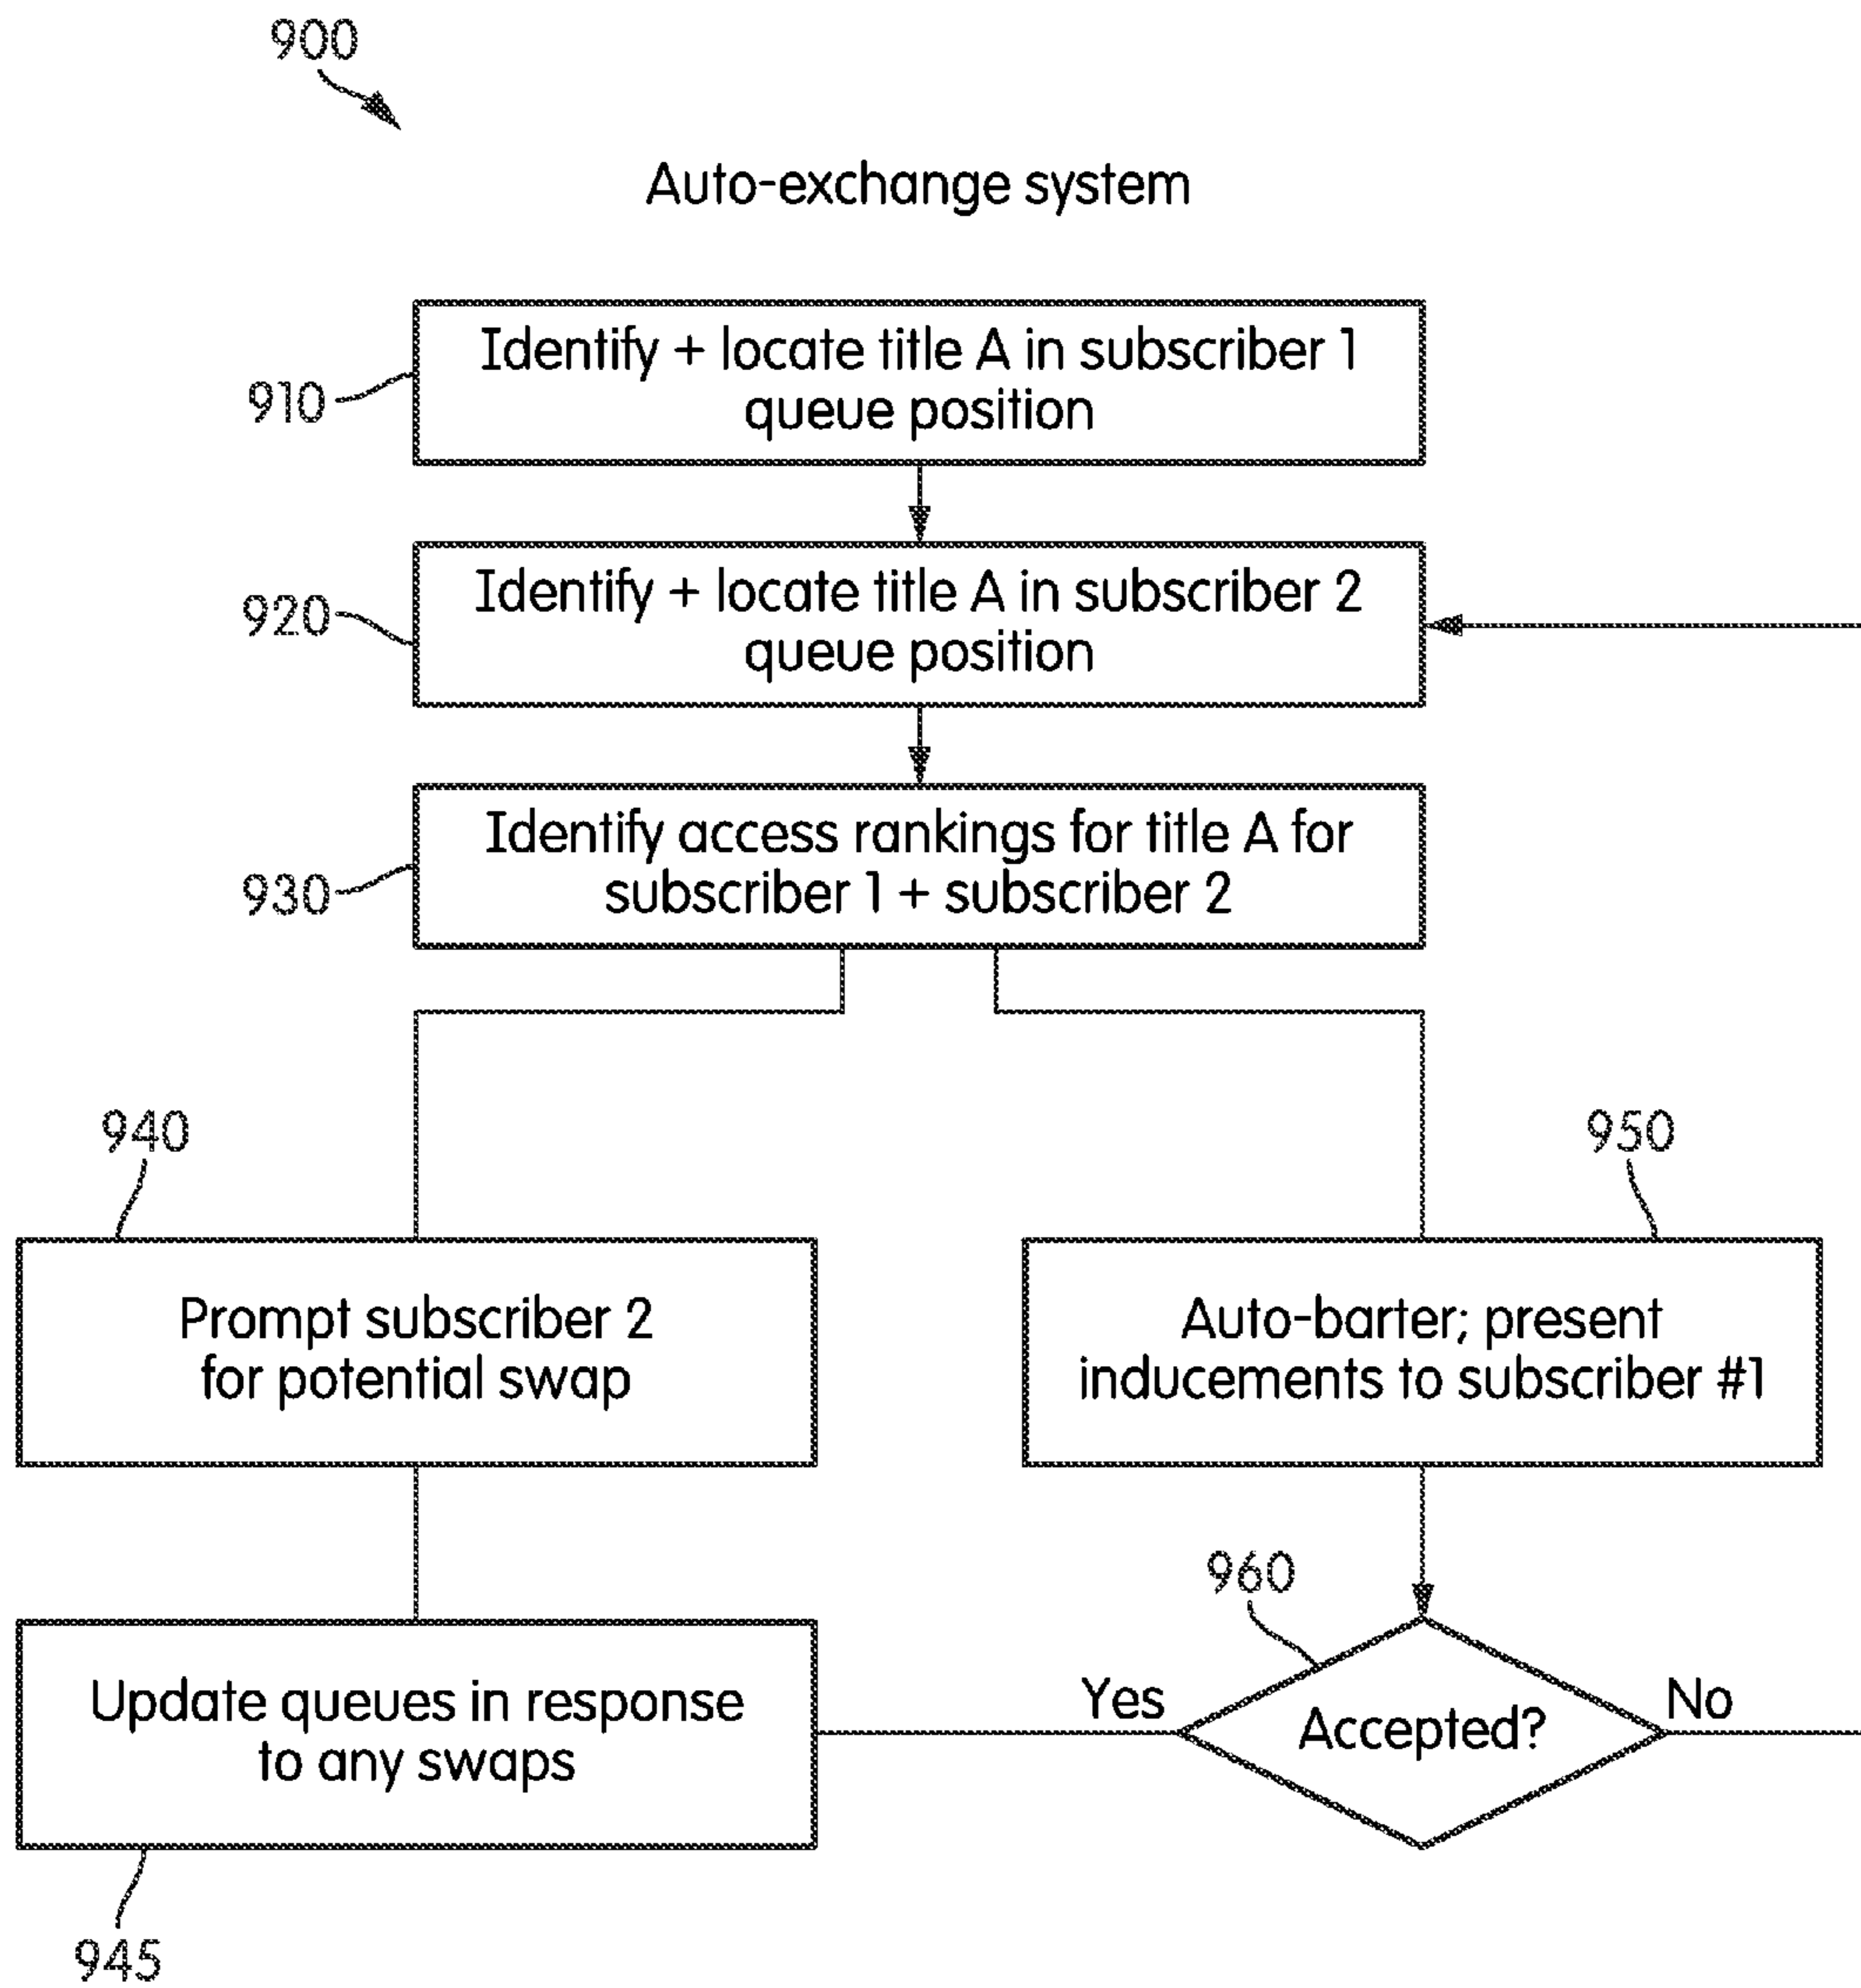 900
Auto-exchange system
Identify + locate title A in subscriber 1
queue position
910
Identify + locate title A in subscriber 2
queue position
920
Identify access rankings for title A for
subscriber 1 + subscriber 2
930
940
950
Prompt subscriber 2
for potential swap
Auto-barter; present
inducements to subscriber #1
960
Update queues in response
to any swaps
Yes
Accepted?
No
945